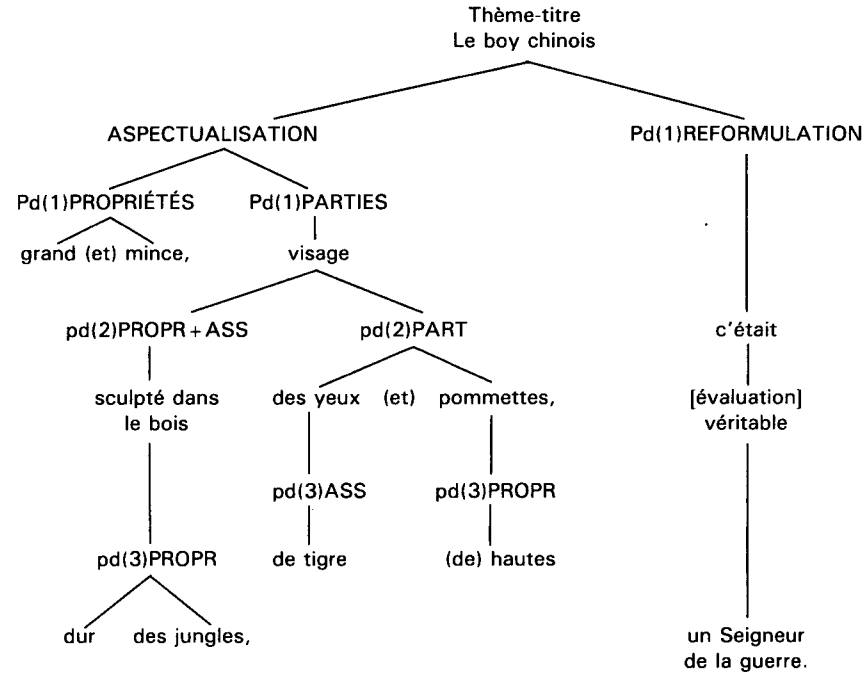 Thème-titre
Le boy chinois
ASPECTUALISATION Pd(1)REFORMULATION
Pd(1)PROPRIÉTÉS Pd(1)PARTIES
grand (et) mince, visage
pd(2)PROPR + ASS pd(2)PART c'était
sculpté dans des yeux (et) pommettes, [évaluation]
le bois véritable
pd(3)ASS pd(3)PROPR
pd(3)PROPR de tigre (de) hautes
dur des jungles, un Seigneur
de la guerre.